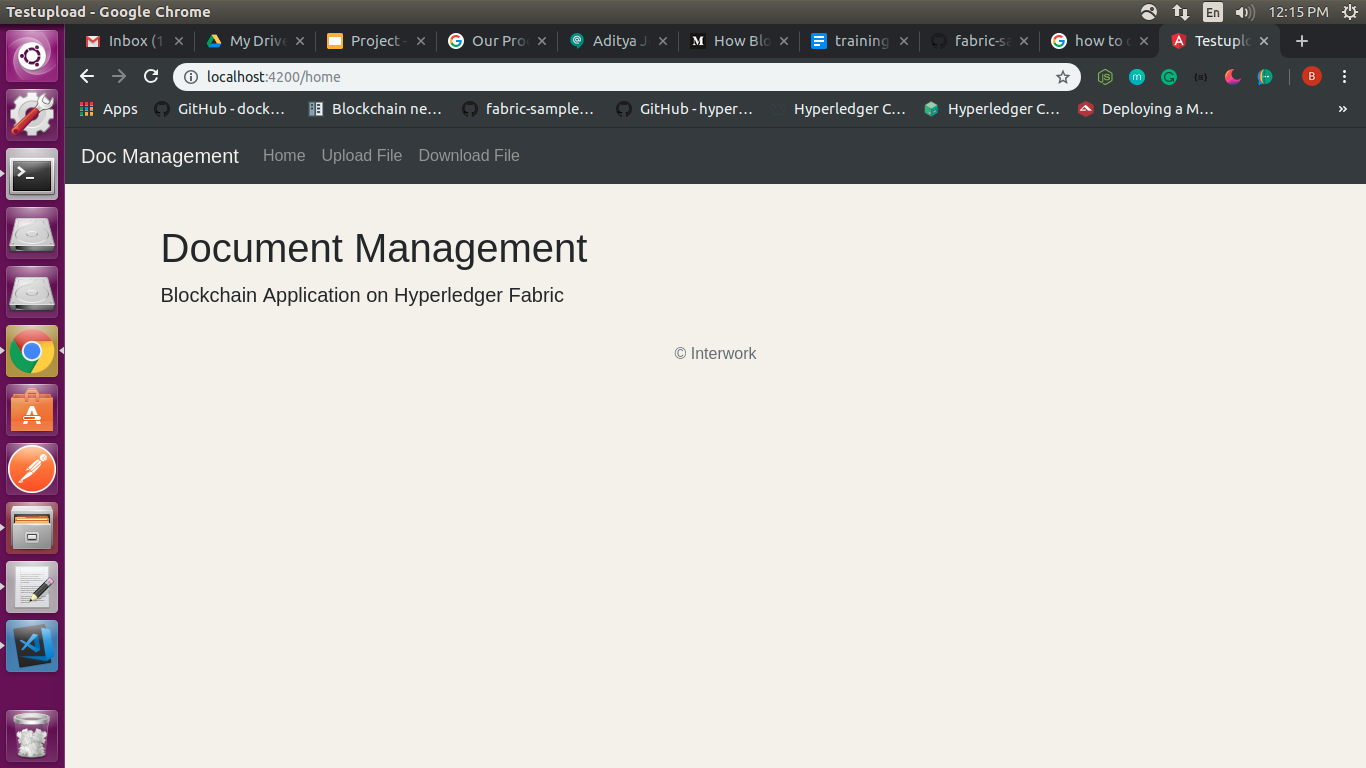 Testupload - Google Chrome
En
12:15 PM
Inbox (1
My Drive
Project -
Our Pro
Aditya J
How Blo
training
fabric-sa
how to c
Testuplo
localhost:4200/home
B
Apps
GitHub - dock...
Blockchain ne...
fabric-sample...
GitHub - hyper...
Hyperledger C...
Hyperledger C...
Deploying a M...
»
Doc Management
Home
Upload File
Download File
Document Management
Blockchain Application on Hyperledger Fabric
© Interwork